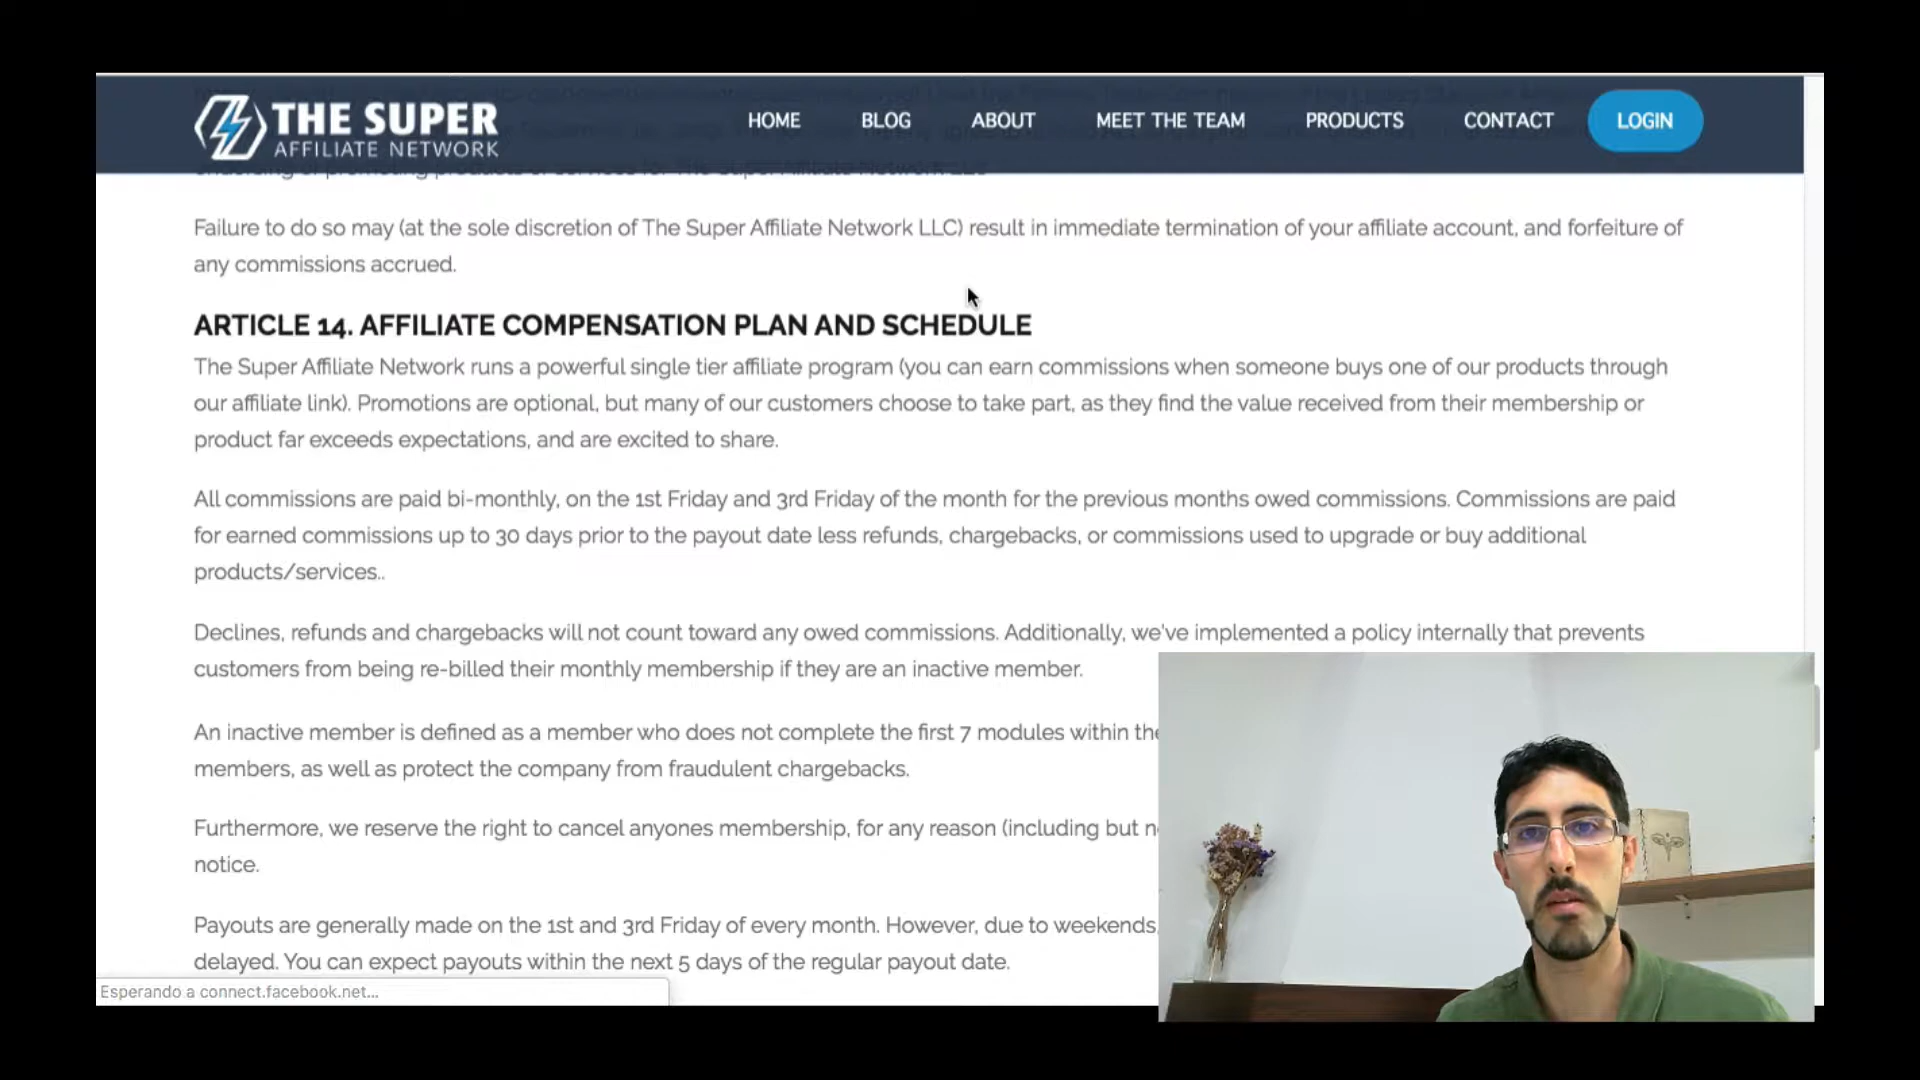 THE SUPER
AFFILIATE NETWORK
HOME BLOG ABOUT MEET THE TEAM PRODUCTS CONTACT LOGIN
endorsing or promoting products or services for The Super Affiliate Network LLC
Failure to do so may (at the sole discretion of The Super Affiliate Network LLC) result in immediate termination of your affiliate account, and forfeiture of
any commissions accrued.
ARTICLE 14. AFFILIATE COMPENSATION PLAN AND SCHEDULE
The Super Affiliate Network runs a powerful single tier affiliate program (you can earn commissions when someone buys one of our products through
our affiliate link). Promotions are optional, but many of our customers choose to take part, as they find the value received from their membership or
product far exceeds expectations, and are excited to share.
All commissions are paid bi-monthly, on the 1st Friday and 3rd Friday of the month for the previous months owed commissions. Commissions are paid
for earned commissions up to 30 days prior to the payout date less refunds, chargebacks, or commissions used to upgrade or buy additional
products/services..
Declines, refunds and chargebacks will not count toward any owed commissions. Additionally, we've implemented a policy internally that prevents
customers from being re-billed their monthly membership if they are an inactive member.
An inactive member is defined as a member who does not complete the first 7 modules within the
members, as well as protect the company from fraudulent chargebacks.
Furthermore, we reserve the right to cancel anyones membership, for any reason (including but
notice.
Payouts are generally made on the 1st and 3rd Friday of every month. However, due to weekends,
delayed. You can expect payouts within the next 5 days of the regular payout date.
Esperando a connect.facebook.net...